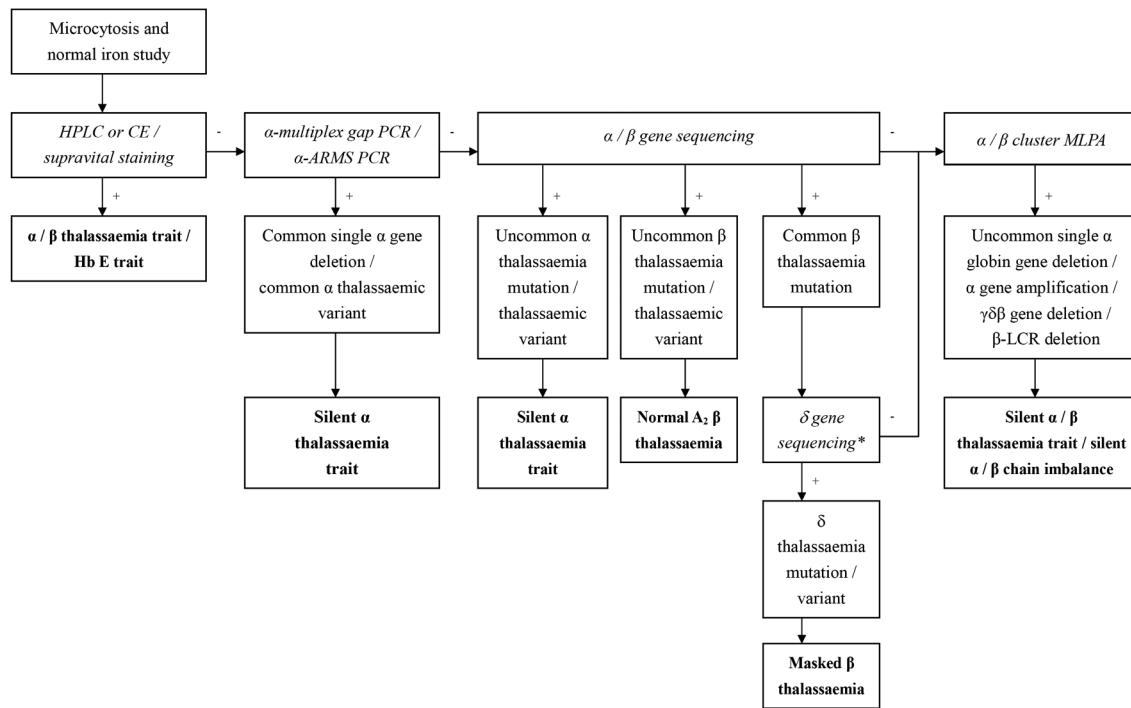 Microcytosis and
normal iron study
HPLC or CE /
supravital staining
-
α-multiplex gap PCR /
α-ARMS PCR
-
α / β gene sequencing
-
α / β cluster MLPA
+
+
+
+
+
+
α / β thalassaemia trait /
Hb E trait
Common single α gene
deletion /
common α thalassaemic
variant
Uncommon α
thalassaemia
mutation /
thalassaemic
variant
Uncommon β
thalassaemia
mutation /
thalassaemic
variant
Common β
thalassaemia
mutation
Uncommon single α
globin gene deletion /
α gene amplification /
γδβ gene deletion /
β-LCR deletion
Silent α
thalassaemia
trait
Silent α
thalassaemia
trait
Normal A₂ β
thalassaemia
δ gene
sequencing*
-
Silent α / β
thalassaemia trait / silent
α / β chain imbalance
+
δ
thalassaemia
mutation /
variant
Masked β
thalassaemia